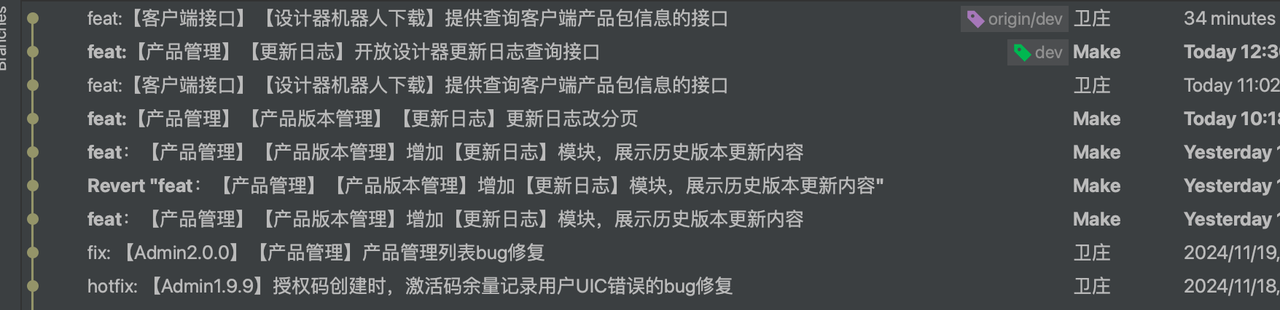 Branches
feat:【客户端接口】【设计器机器人下载】提供查询客户端产品包信息的接口 origin/dev 卫庄 34 minutes
feat:【产品管理】【更新日志】开放设计器更新日志查询接口 dev Make Today 12:3
feat:【客户端接口】【设计器机器人下载】提供查询客户端产品包信息的接口 卫庄 Today 11:02
feat:【产品管理】【产品版本管理】【更新日志】更新日志改分页 Make Today 10:18
feat：【产品管理】【产品版本管理】增加【更新日志】模块，展示历史版本更新内容 Make Yesterday 1
Revert "feat：【产品管理】【产品版本管理】增加【更新日志】模块，展示历史版本更新内容" Make Yesterday 1
feat：【产品管理】【产品版本管理】增加【更新日志】模块，展示历史版本更新内容 Make Yesterday 1
fix:【Admin2.0.0】【产品管理】产品管理列表bug修复 卫庄 2024/11/19,
hotfix:【Admin1.9.9】授权码创建时，激活码余量记录用户UIC错误的bug修复 卫庄 2024/11/18,